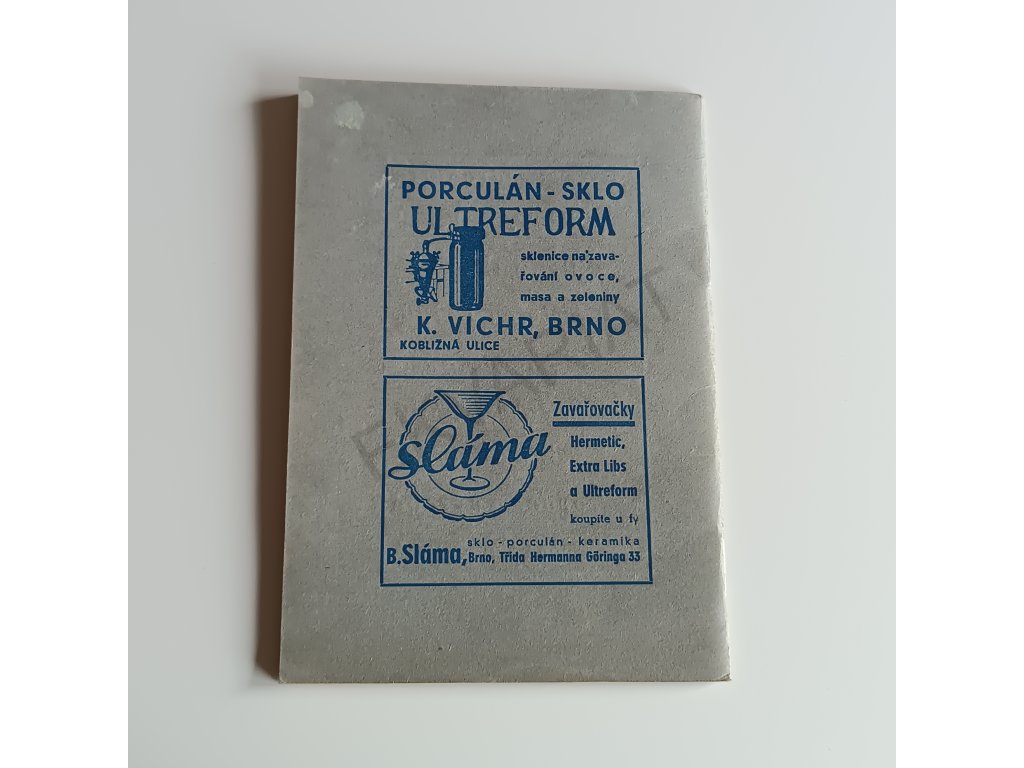 PORCULÁN - SKLO
ULTREFORM
sklenice na zava-
řování ovoce,
masa a zeleniny
K. VICHR, BRNO
KOBLIŽNÁ ULICE
sláma
Zavařovačky
Hermetic,
Extra Libs
a Ultreform
koupíte u fy
sklo - porculán - keramika
B. Sláma, Brno, Třída Hermanna Göringa 33